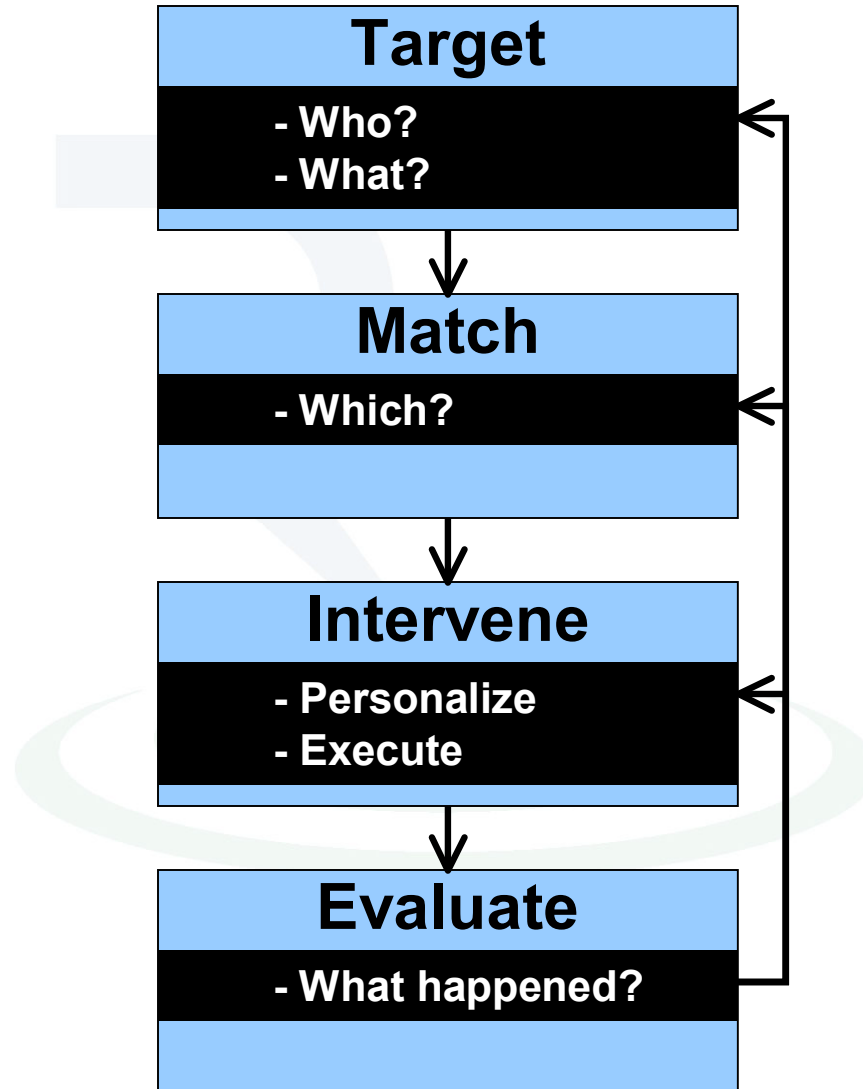 Target
- Who?
- What?
Match
- Which?
Intervene
- Personalize
- Execute
Evaluate
- What happened?